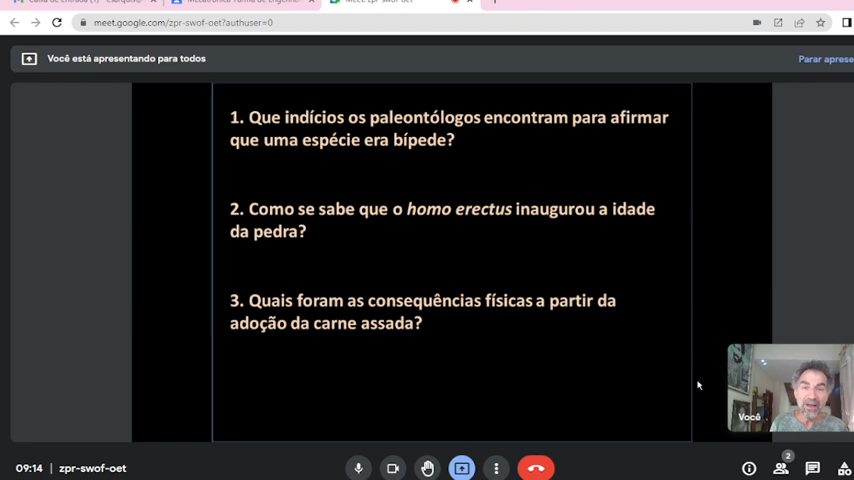 meet.google.com/zpr-swof-oet?authuser=0
Você está apresentando para todos
Parar aprese
1. Que indícios os paleontólogos encontram para afirmar
que uma espécie era bípede?
2. Como se sabe que o homo erectus inaugurou a idade
da pedra?
3. Quais foram as consequências físicas a partir da
adoção da carne assada?
Você
09:14 | zpr-swof-oet
2